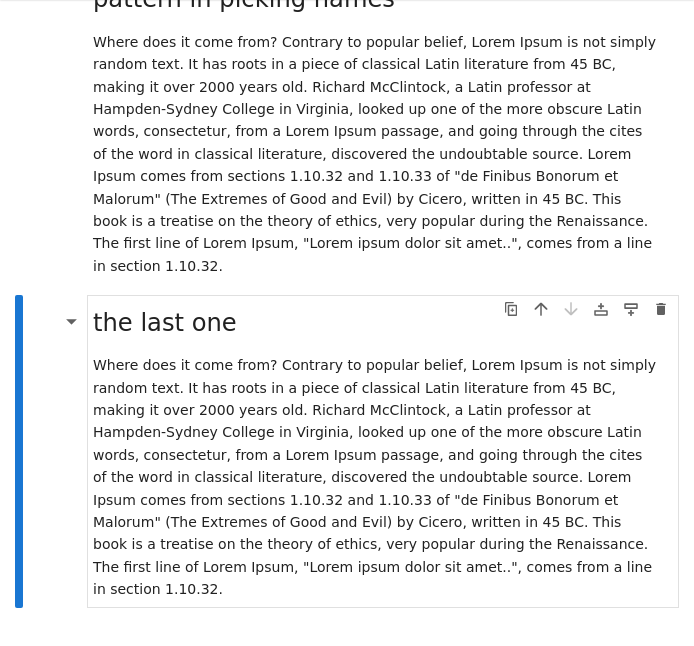 pattern in picking names
Where does it come from? Contrary to popular belief, Lorem Ipsum is not simply
random text. It has roots in a piece of classical Latin literature from 45 BC,
making it over 2000 years old. Richard McClintock, a Latin professor at
Hampden-Sydney College in Virginia, looked up one of the more obscure Latin
words, consectetur, from a Lorem Ipsum passage, and going through the cites
of the word in classical literature, discovered the undoubtable source. Lorem
Ipsum comes from sections 1.10.32 and 1.10.33 of "de Finibus Bonorum et
Malorum" (The Extremes of Good and Evil) by Cicero, written in 45 BC. This
book is a treatise on the theory of ethics, very popular during the Renaissance.
The first line of Lorem Ipsum, "Lorem ipsum dolor sit amet..", comes from a line
in section 1.10.32.
the last one
Where does it come from? Contrary to popular belief, Lorem Ipsum is not simply
random text. It has roots in a piece of classical Latin literature from 45 BC,
making it over 2000 years old. Richard McClintock, a Latin professor at
Hampden-Sydney College in Virginia, looked up one of the more obscure Latin
words, consectetur, from a Lorem Ipsum passage, and going through the cites
of the word in classical literature, discovered the undoubtable source. Lorem
Ipsum comes from sections 1.10.32 and 1.10.33 of "de Finibus Bonorum et
Malorum" (The Extremes of Good and Evil) by Cicero, written in 45 BC. This
book is a treatise on the theory of ethics, very popular during the Renaissance.
The first line of Lorem Ipsum, "Lorem ipsum dolor sit amet..", comes from a line
in section 1.10.32.